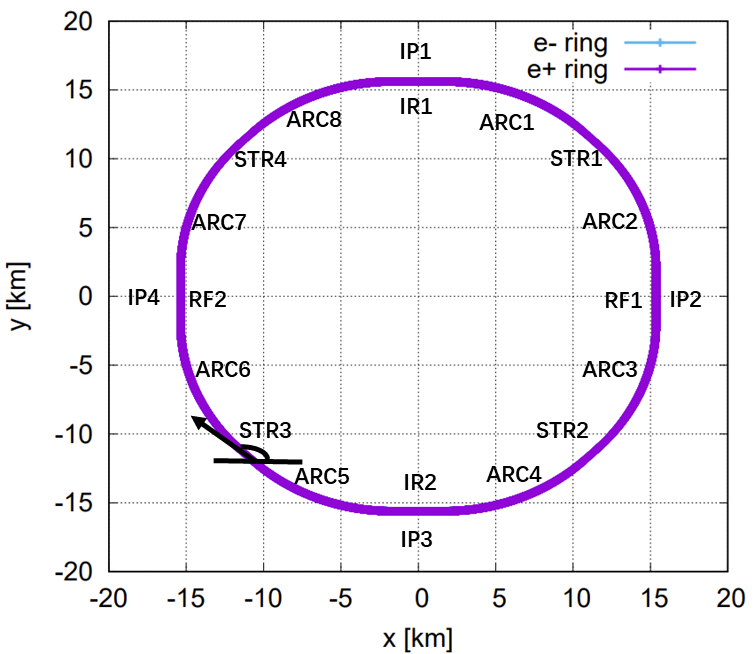 20
15
10
5
0
-5
-10
-15
-20
y [km]
IP1
e- ring
e+ ring
ARC8
IR1
ARC1
STR4
STR1
ARC7
ARC2
IP4
RF2
RF1
IP2
ARC6
ARC3
STR3
STR2
ARC5
IR2
ARC4
IP3
-20
-15
-10
-5
0
5
10
15
20
x [km]